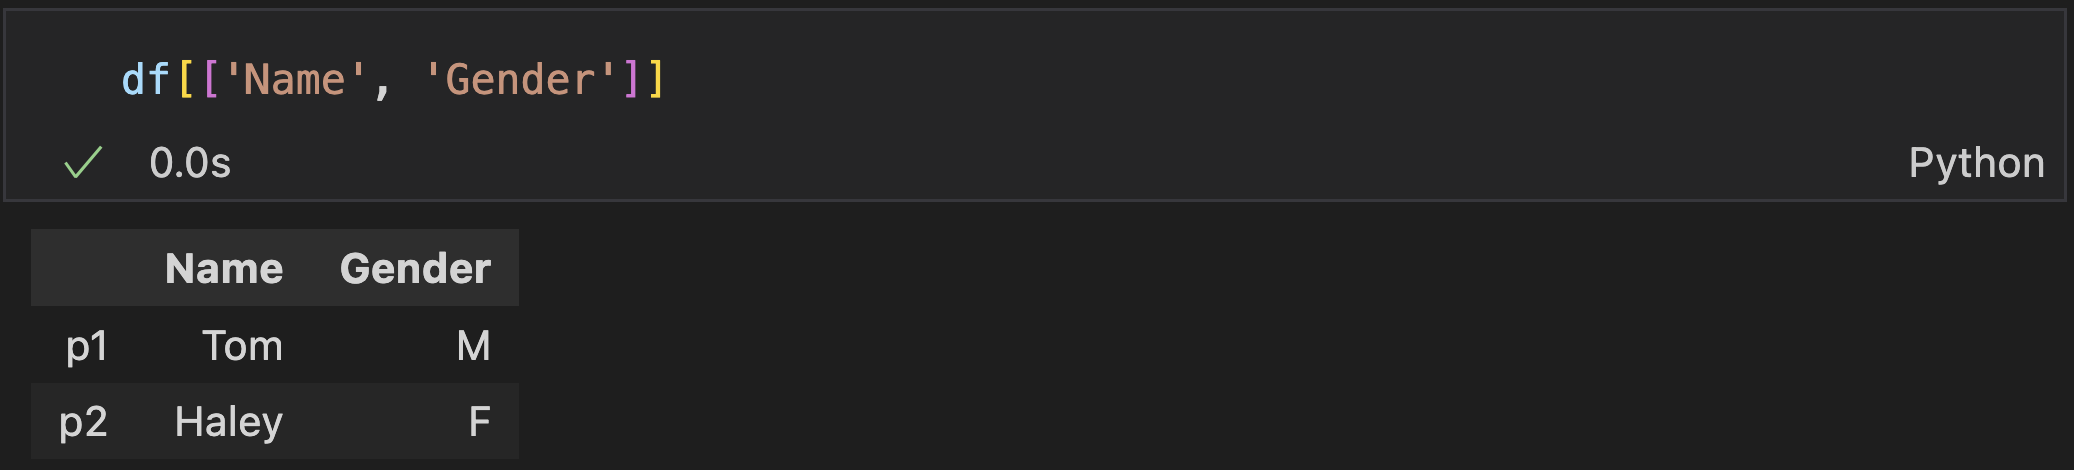 df[['Name', 'Gender']]
0.0s Python
Name Gender
p1 Tom M
p2 Haley F